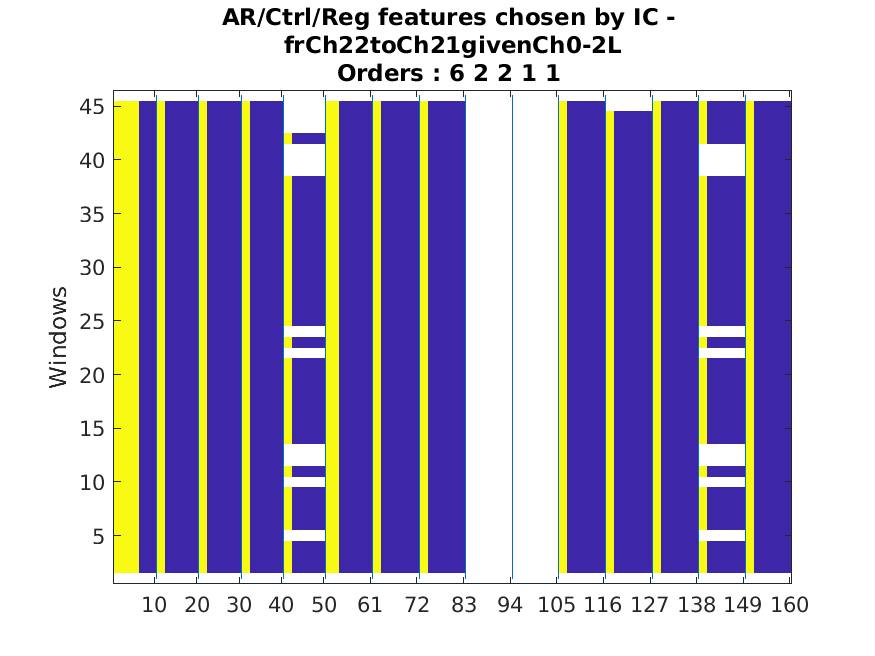 AR/Ctrl/Reg features chosen by IC -
frCh22toCh21givenCh0-2L
Orders : 6 2 2 1 1
45
40
35
30
25
20
15
10
5
Windows
10 20 30 40 50 61 72 83 94 105 116 127 138 149 160